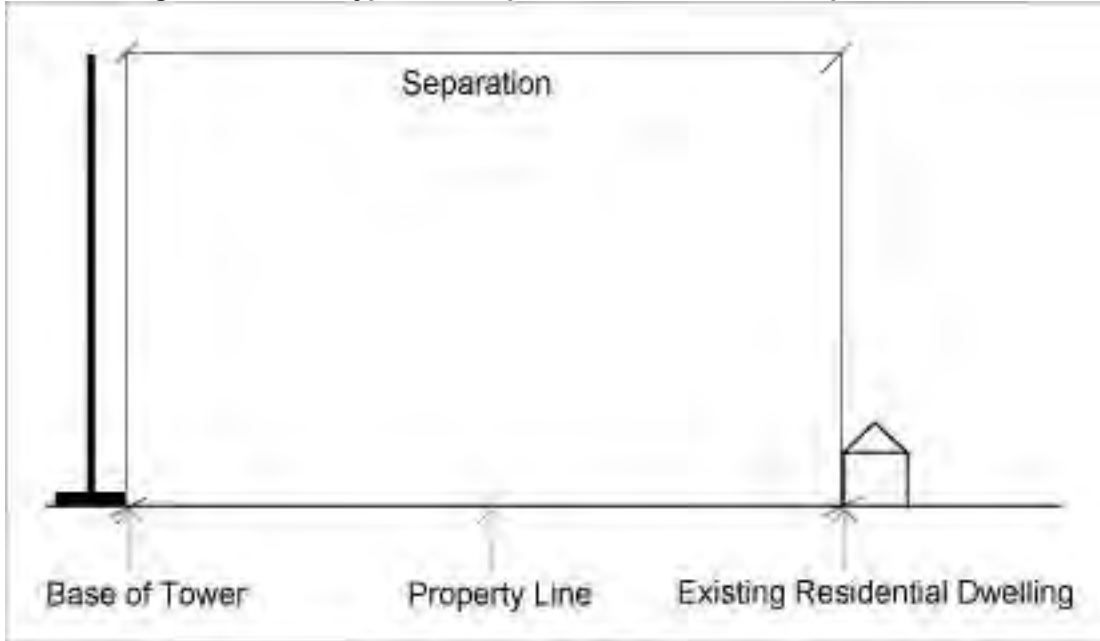 Separation
Base of Tower
Property Line
Existing Residential Dwelling